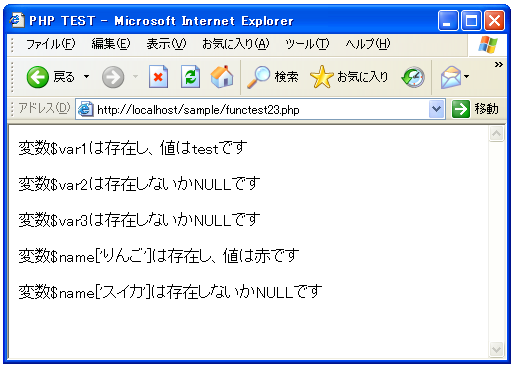 PHP TEST - Microsoft Internet Explorer
ファイル(F) 編集(E) 表示(V) お気に入り(A) ツール(T) ヘルプ(H)
戻る 検索 お気に入り »
アドレス(D) http://localhost/sample/functest23.php 移動
変数$var1は存在し、値はtestです
変数$var2は存在しないかNULLです
変数$var3は存在しないかNULLです
変数$name['りんご']は存在し、値は赤です
変数$name['スイカ']は存在しないかNULLです